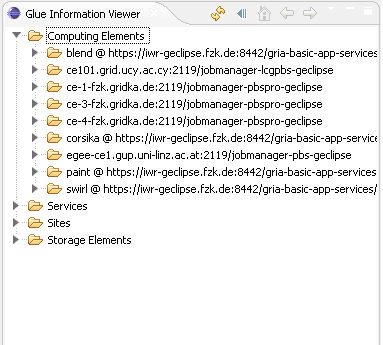 Glue Information Viewer
Computing Elements
blend @ https://iwr-geclipse.fzk.de:8442/gria-basic-app-services
ce101.grid.ucy.ac.cy:2119/jobmanager-lcgpbs-geclipse
ce-1-fzk.gridka.de:2119/jobmanager-pbspro-geclipse
ce-3-fzk.gridka.de:2119/jobmanager-pbspro-geclipse
ce-4-fzk.gridka.de:2119/jobmanager-pbspro-geclipse
corsika @ https://iwr-geclipse.fzk.de:8442/gria-basic-app-servic
egee-ce1.gup.uni-linz.ac.at:2119/jobmanager-pbs-geclipse
paint @ https://iwr-geclipse.fzk.de:8442/gria-basic-app-services
swirl @ https://iwr-geclipse.fzk.de:8442/gria-basic-app-services/
Services
Sites
Storage Elements